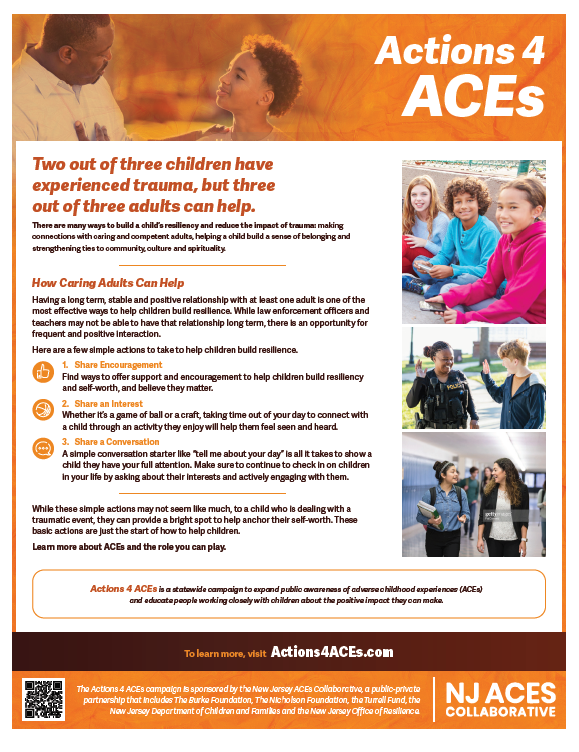 Actions 4
ACEs
Two out of three children have
experienced trauma, but three
out of three adults can help.
There are many ways to build a child's resiliency and reduce the impact of trauma: making
connections with caring and competent adults, helping a child build a sense of belonging and
strengthening ties to community, culture and spirituality.
How Caring Adults Can Help
Having a long term, stable and positive relationship with at least one adult is one of the
most effective ways to help children build resilience. While law enforcement officers and
teachers may not be able to have that relationship long term, there is an opportunity for
frequent and positive interaction.
Here are a few simple actions to take to help children build resilience.
1. Share Encouragement
Find ways to offer support and encouragement to help children build resiliency
and self-worth, and believe they matter.
2. Share an Interest
Whether it's a game of ball or a craft, taking time out of your day to connect with
a child through an activity they enjoy will help them feel seen and heard.
3. Share a Conversation
A simple conversation starter like "tell me about your day" is all it takes to show a
child they have your full attention. Make sure to continue to check in on children
in your life by asking about their interests and actively engaging with them.
While these simple actions may not seem like much, to a child who is dealing with a
traumatic event, they can provide a bright spot to help anchor their self-worth. These
basic actions are just the start of how to help children.
Learn more about ACEs and the role you can play.
POLICE
Actions 4 ACEs is a statewide campaign to expand public awareness of adverse childhood experiences (ACEs)
and educate people working closely with children about the positive impact they can make.
To learn more, visit Actions4ACEs.com
The Actions 4 ACEs campaign is sponsored by the New Jersey ACEs Collaborative, a public-private
partnership that includes The Burke Foundation, The Nicholson Foundation, the Turrell Fund, the
New Jersey Department of Children and Families and the New Jersey Office of Resilience.
NJ ACES
COLLABORATIVE